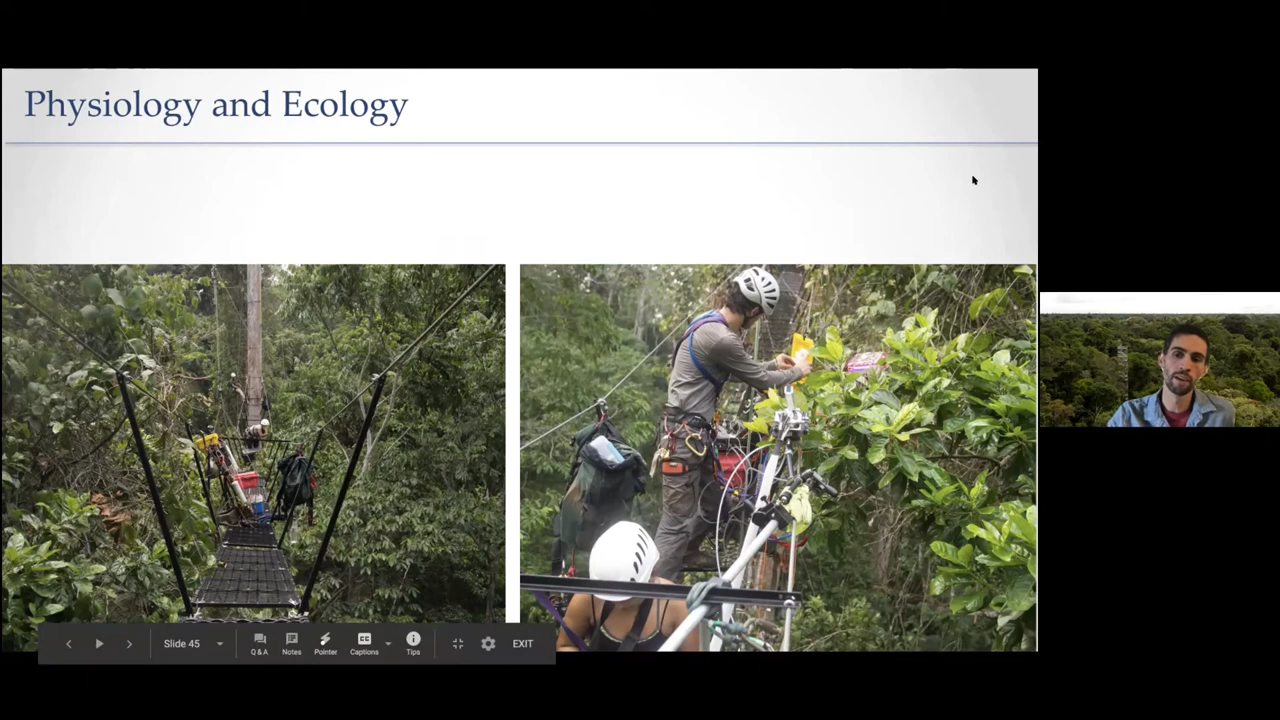 Physiology and Ecology
Slide 45
Q & A
Notes
Pointer
Captions
Tips
EXIT